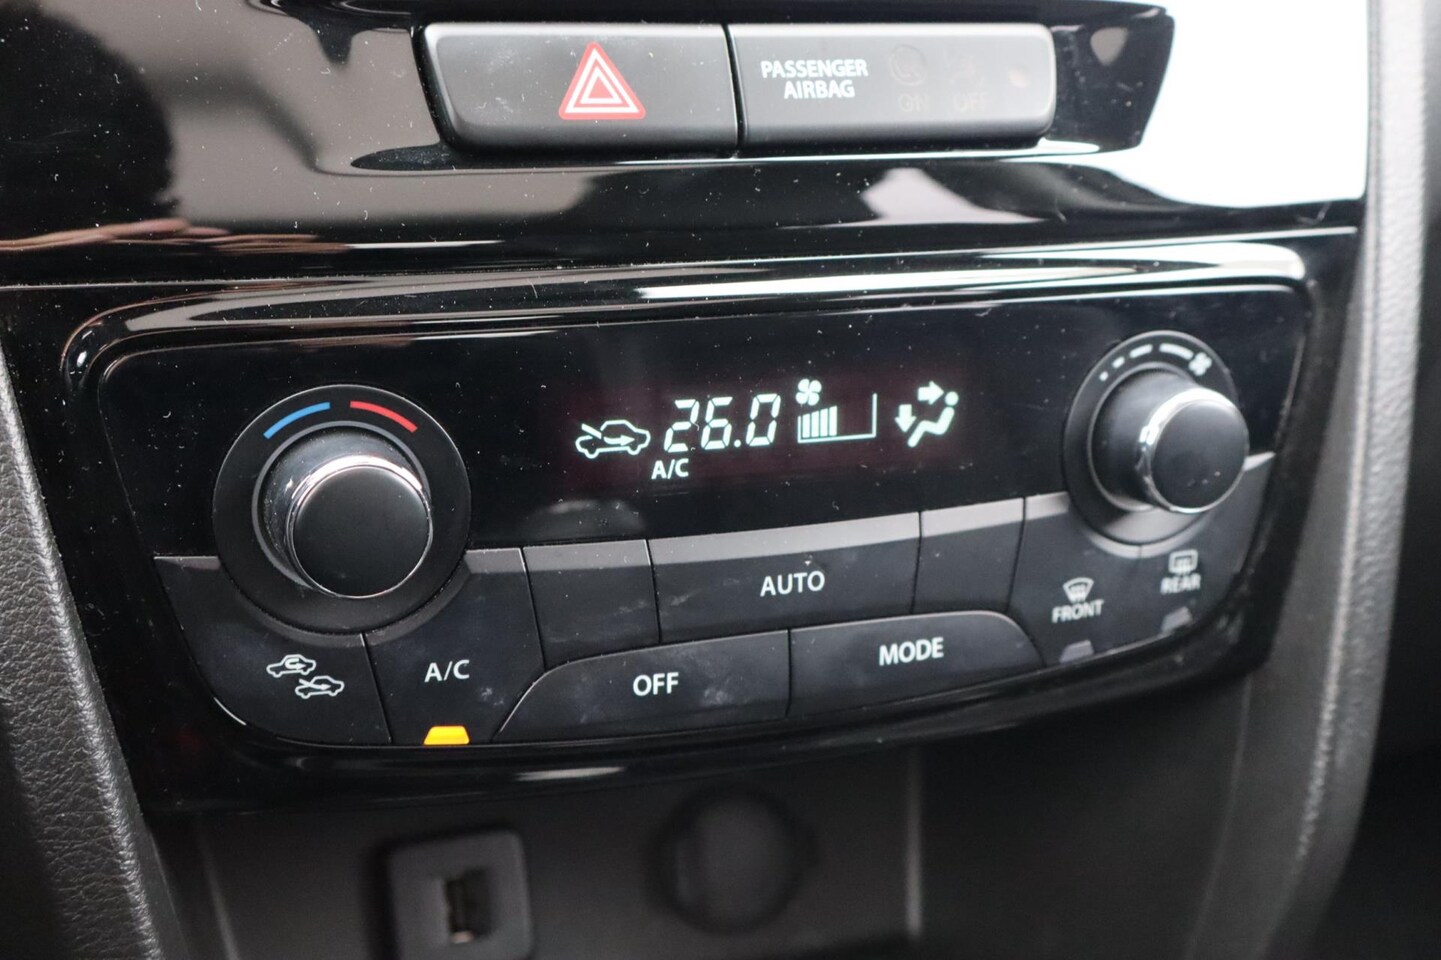 PASSENGER
AIRBAG
ON OFF
26.0
A/C
AUTO
A/C
OFF
MODE
FRONT
REAR